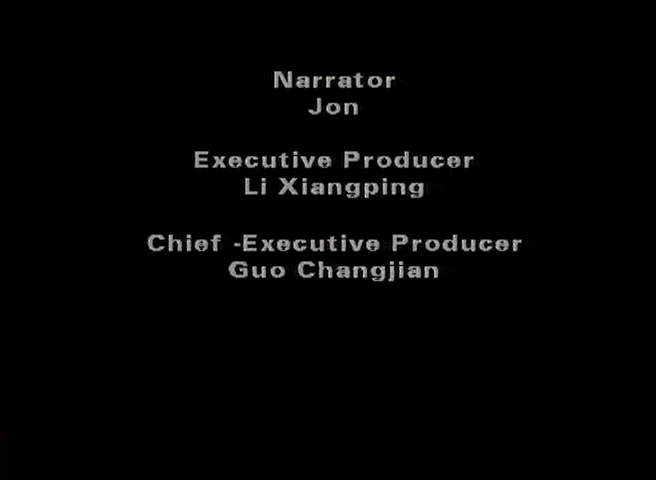 Narrator
Jon
Executive Producer
Li Xiangping
Chief -Executive Producer
Guo Changjian